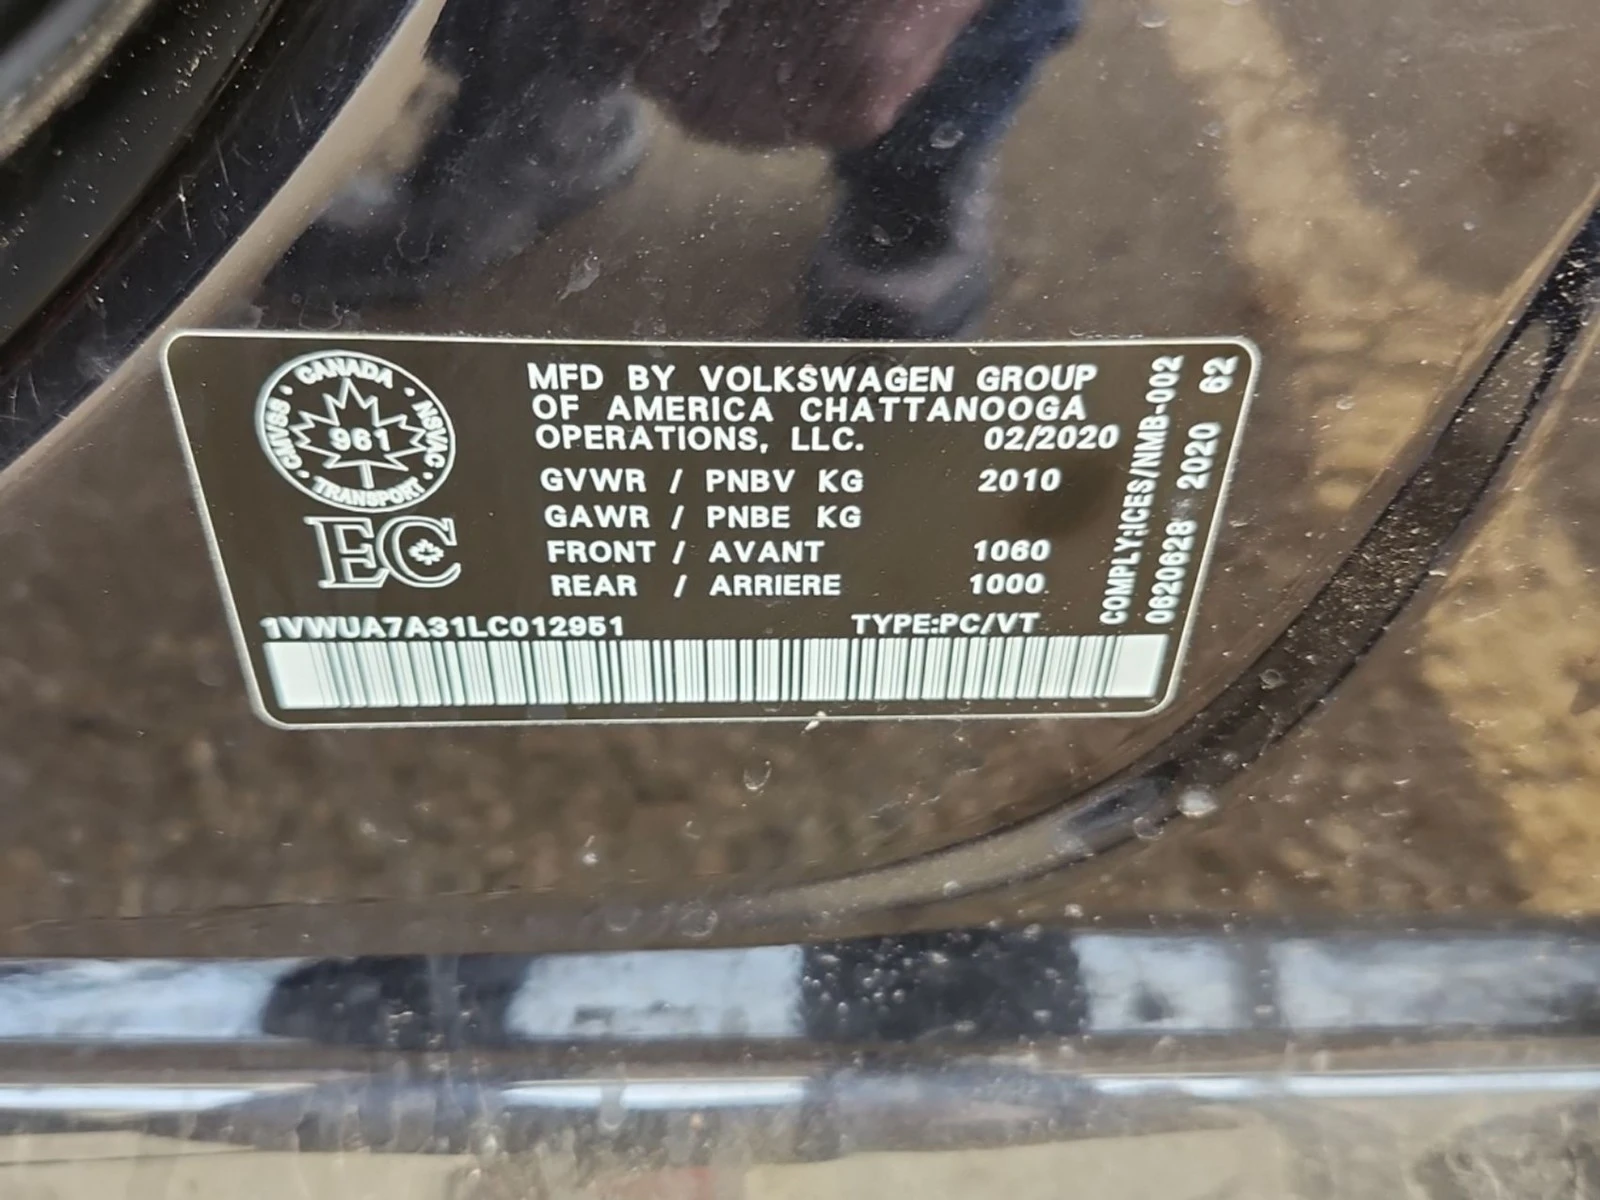 CANADA
CMVSS · NSVAC
961
TRANSPORT
EC
MFD BY VOLKSWAGEN GROUP
OF AMERICA CHATTANOOGA
OPERATIONS, LLC. 02/2020
GVWR / PNBV KG 2010
GAWR / PNBE KG
FRONT / AVANT 1060
REAR / ARRIERE 1000
1VWUA7A31LC012951 TYPE:PC/VT
COMPLY:ICES/NMB-002
0620628 2020 62